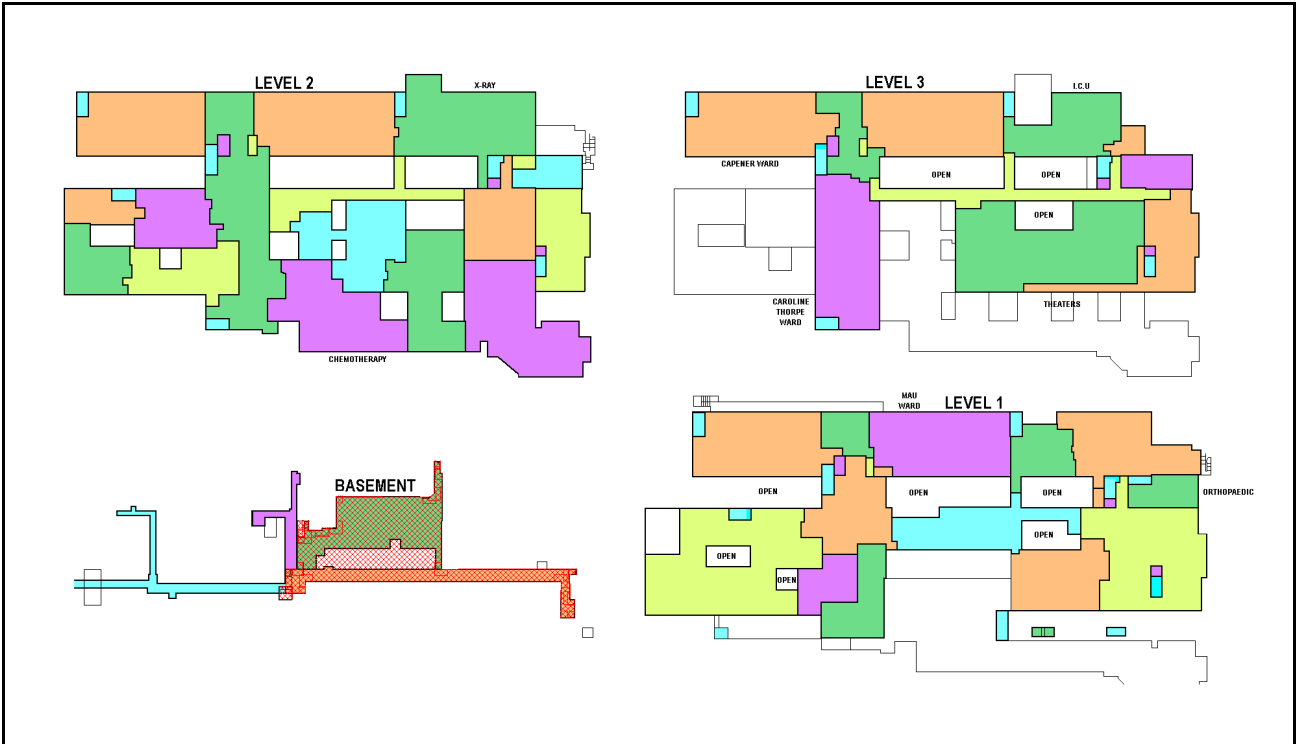 LEVEL 2
X-RAY
CHEMOTHERAPY
LEVEL 3
I.C.U
CAPENER WARD
OPEN
OPEN
OPEN
CAROLINE
THORPE
WARD
THEATERS
BASEMENT
MAU
WARD
LEVEL 1
OPEN
OPEN
OPEN
ORTHOPAEDIC
OPEN
OPEN
OPEN